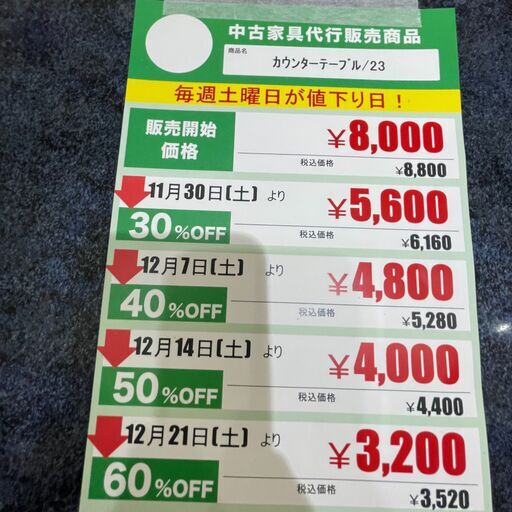 中古家具代行販売商品
商品名
カウンターテーブル/23
毎週土曜日が値下り日！
販売開始
価格
¥8,000
税込価格
¥8,800
11月30日(土) より
¥5,600
30%OFF
税込価格
¥6,160
12月7日(土) より
¥4,800
40%OFF
税込価格
¥5,280
12月14日(土) より
¥4,000
50%OFF
税込価格
¥4,400
12月21日(土) より
¥3,200
60%OFF
税込価格
¥3,520